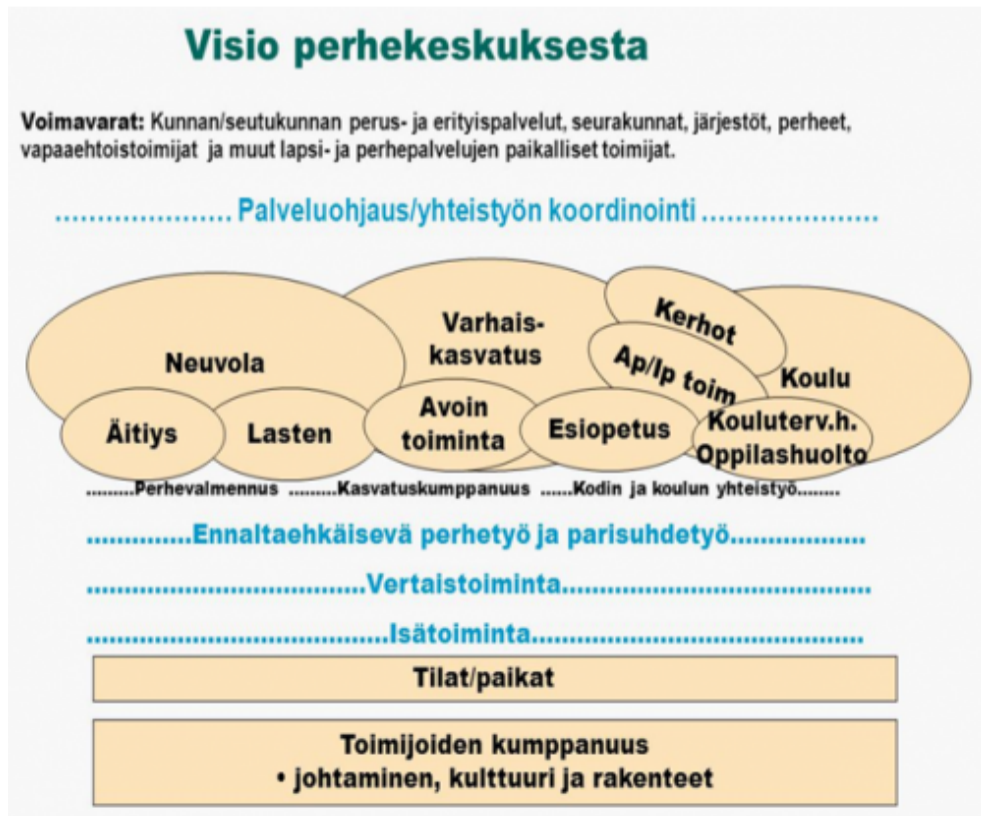 Visio perhekeskuksesta
Voimavarat: Kunnan/seutukunnan perus- ja erityispalvelut, seurakunnat, järjestöt, perheet,
vapaaehtoistoimijat ja muut lapsi- ja perhepalvelujen paikalliset toimijat.
..................... Palveluohjaus/yhteistyön koordinointi .....................
Neuvola
Varhais-
kasvatus
Kerhot
Ap/Ip toim
Koulu
Äitiys
Lasten
Avoin
toiminta
Esiopetus
Kouluterv.h.
Oppilashuolto
.........Perhevalmennus .........Kasvatuskumppanuus ......Kodin ja koulun yhteistyö........
..............Ennaltaehkäisevä perhetyö ja parisuhdetyö..................
.....................................Vertaistoiminta.........................................
........................................Isätoiminta............................................
Tilat/paikat
Toimijoiden kumppanuus
• johtaminen, kulttuuri ja rakenteet